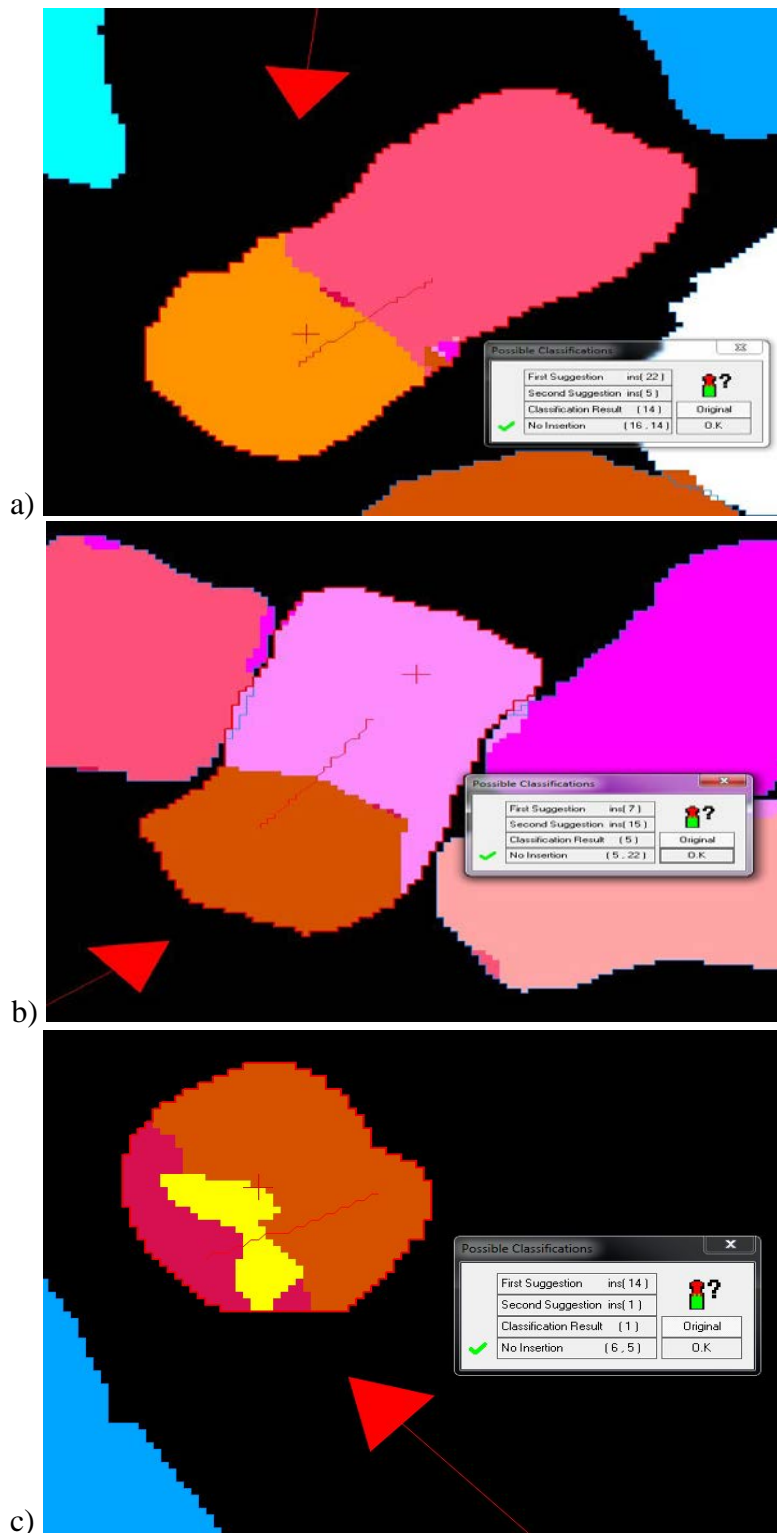 Possible Classifications
First Suggestion ins( 22 )
Second Suggestion ins( 5 )
Classification Result ( 14 ) Original
No Insertion ( 16 , 14 ) O.K
a)
Possible Classifications
First Suggestion ins( 7 )
Second Suggestion ins( 15 )
Classification Result ( 5 ) Original
No Insertion ( 5 , 22 ) O.K
b)
Possible Classifications
First Suggestion ins( 14 )
Second Suggestion ins( 1 )
Classification Result ( 1 ) Original
No Insertion ( 6 , 5 ) O.K
c)